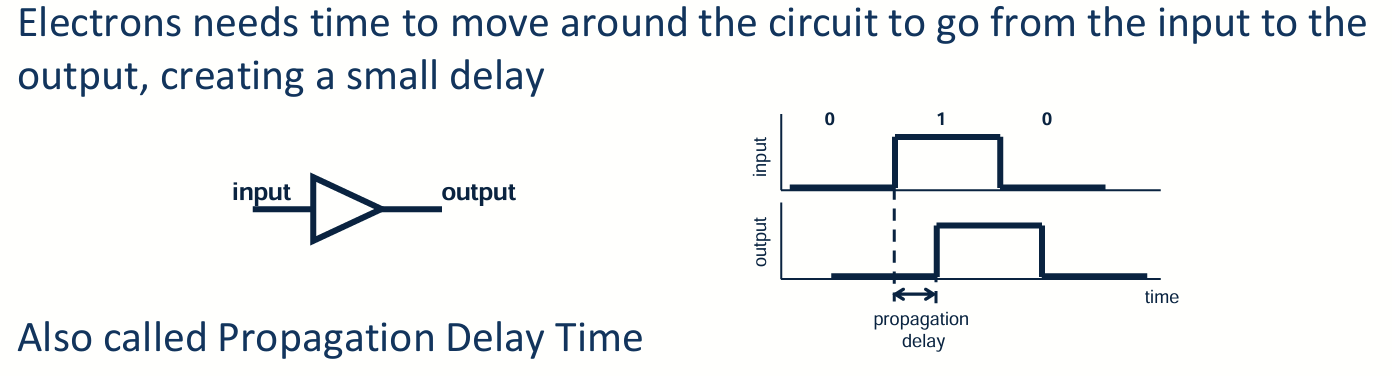 Electrons needs time to move around the circuit to go from the input to the
output, creating a small delay
input
output
0 1 0
input
output
time
propagation
delay
Also called Propagation Delay Time